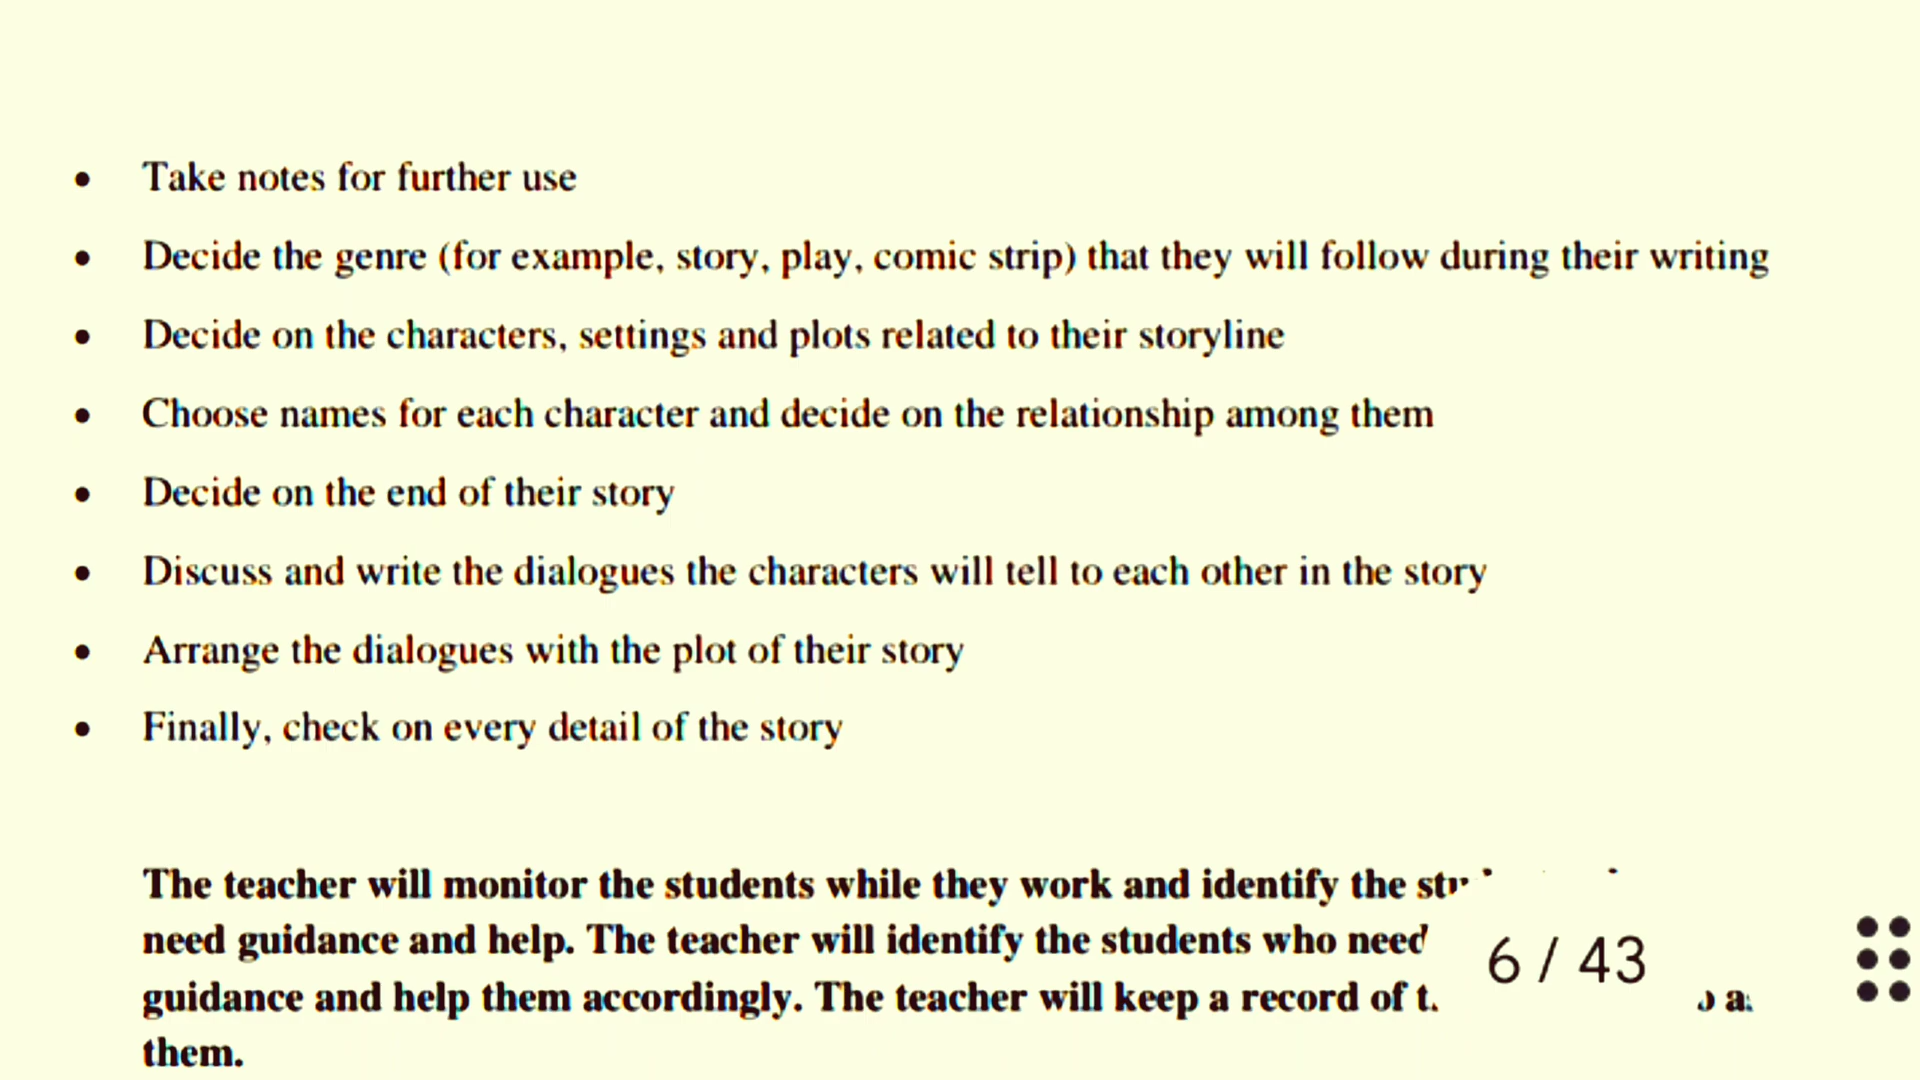 • Take notes for further use
• Decide the genre (for example, story, play, comic strip) that they will follow during their writing
• Decide on the characters, settings and plots related to their storyline
• Choose names for each character and decide on the relationship among them
• Decide on the end of their story
• Discuss and write the dialogues the characters will tell to each other in the story
• Arrange the dialogues with the plot of their story
• Finally, check on every detail of the story
The teacher will monitor the students while they work and identify the
need guidance and help. The teacher will identify the students who need
guidance and help them accordingly. The teacher will keep a record of
them.
6 / 43